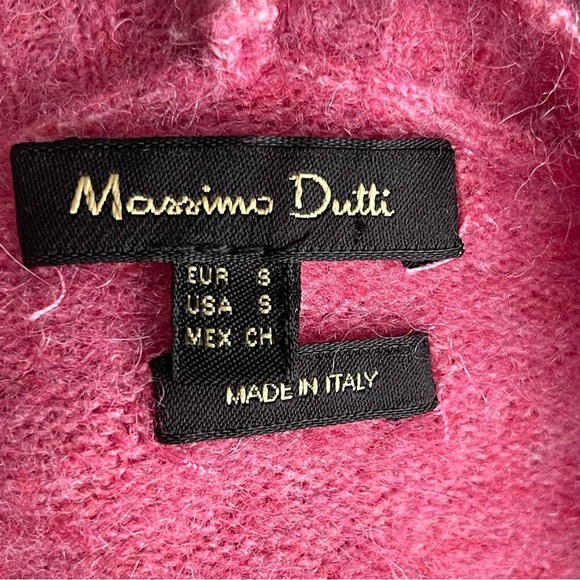 Massimo Dutti
EUR S
USA S
MEX CH
MADE IN ITALY